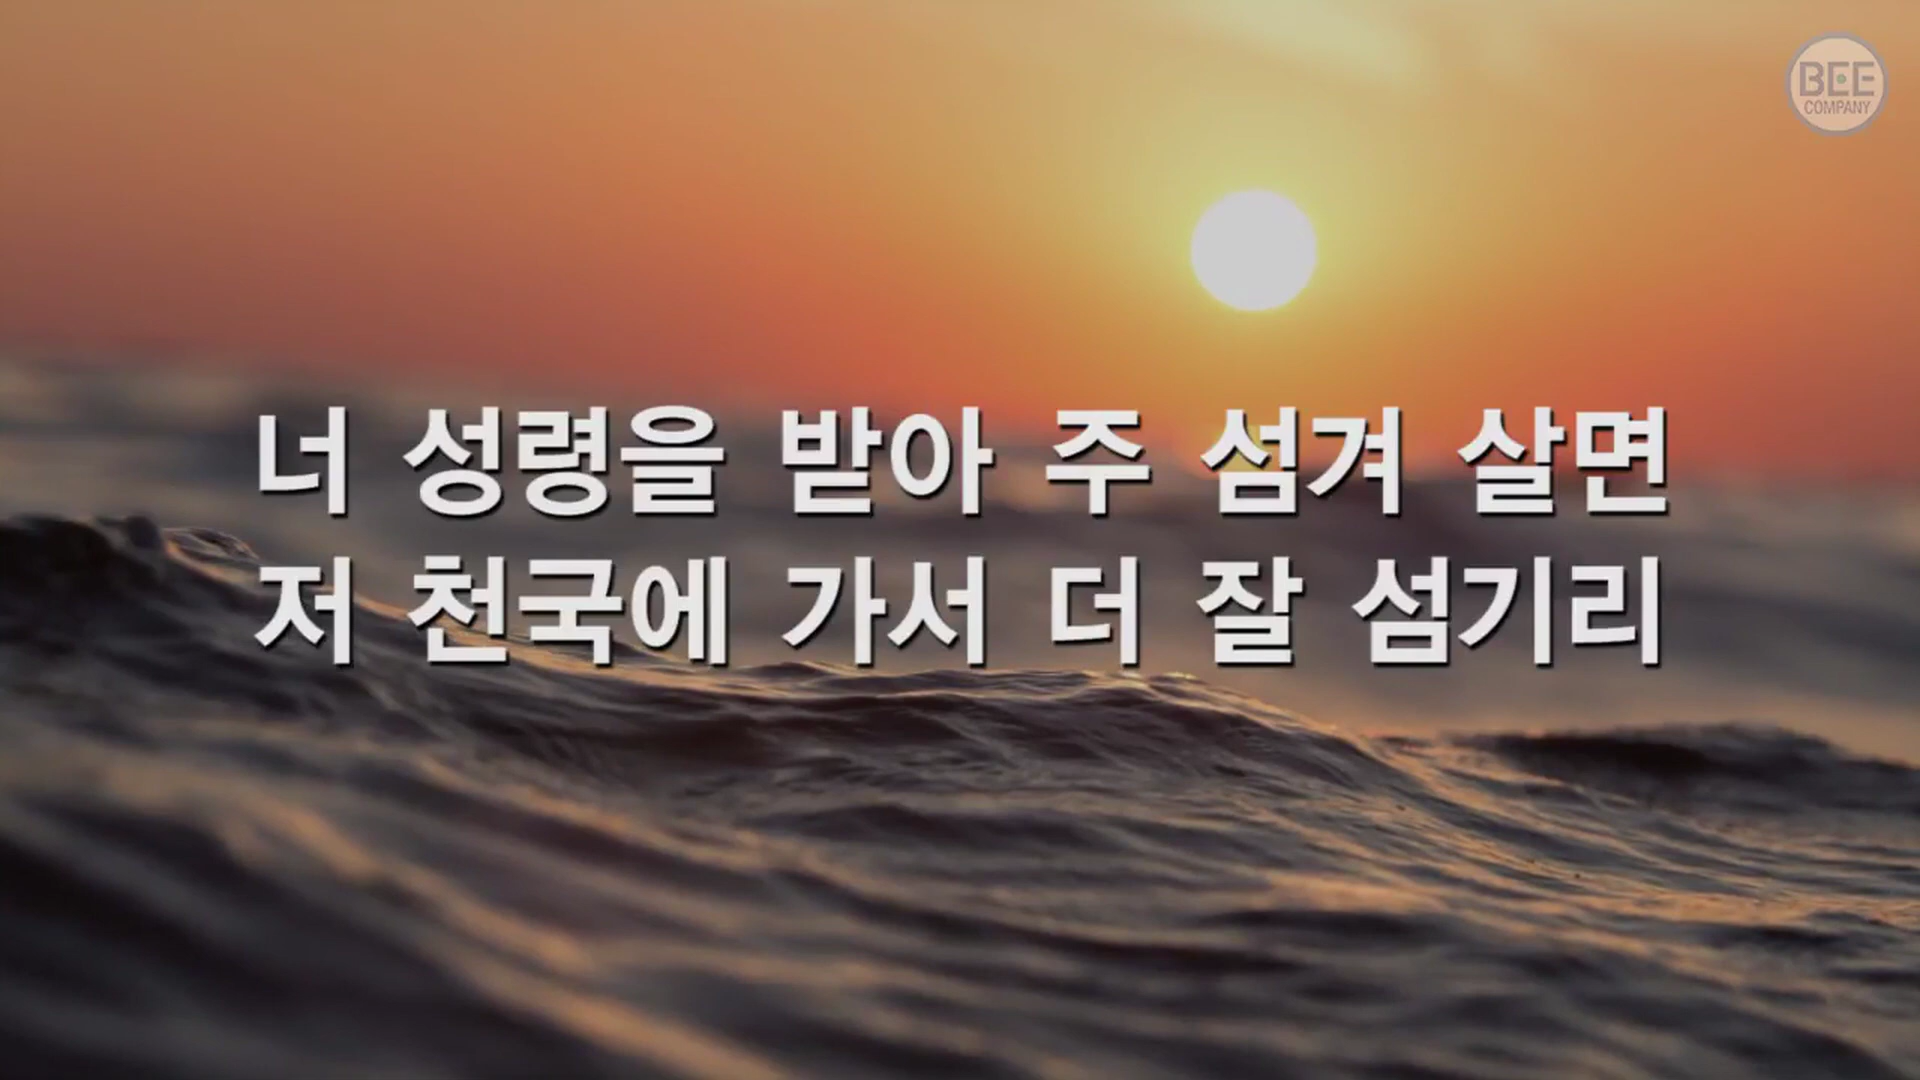 BEE
COMPANY
너 성령을 받아 주 섬겨 살면
저 천국에 가서 더 잘 섬기리